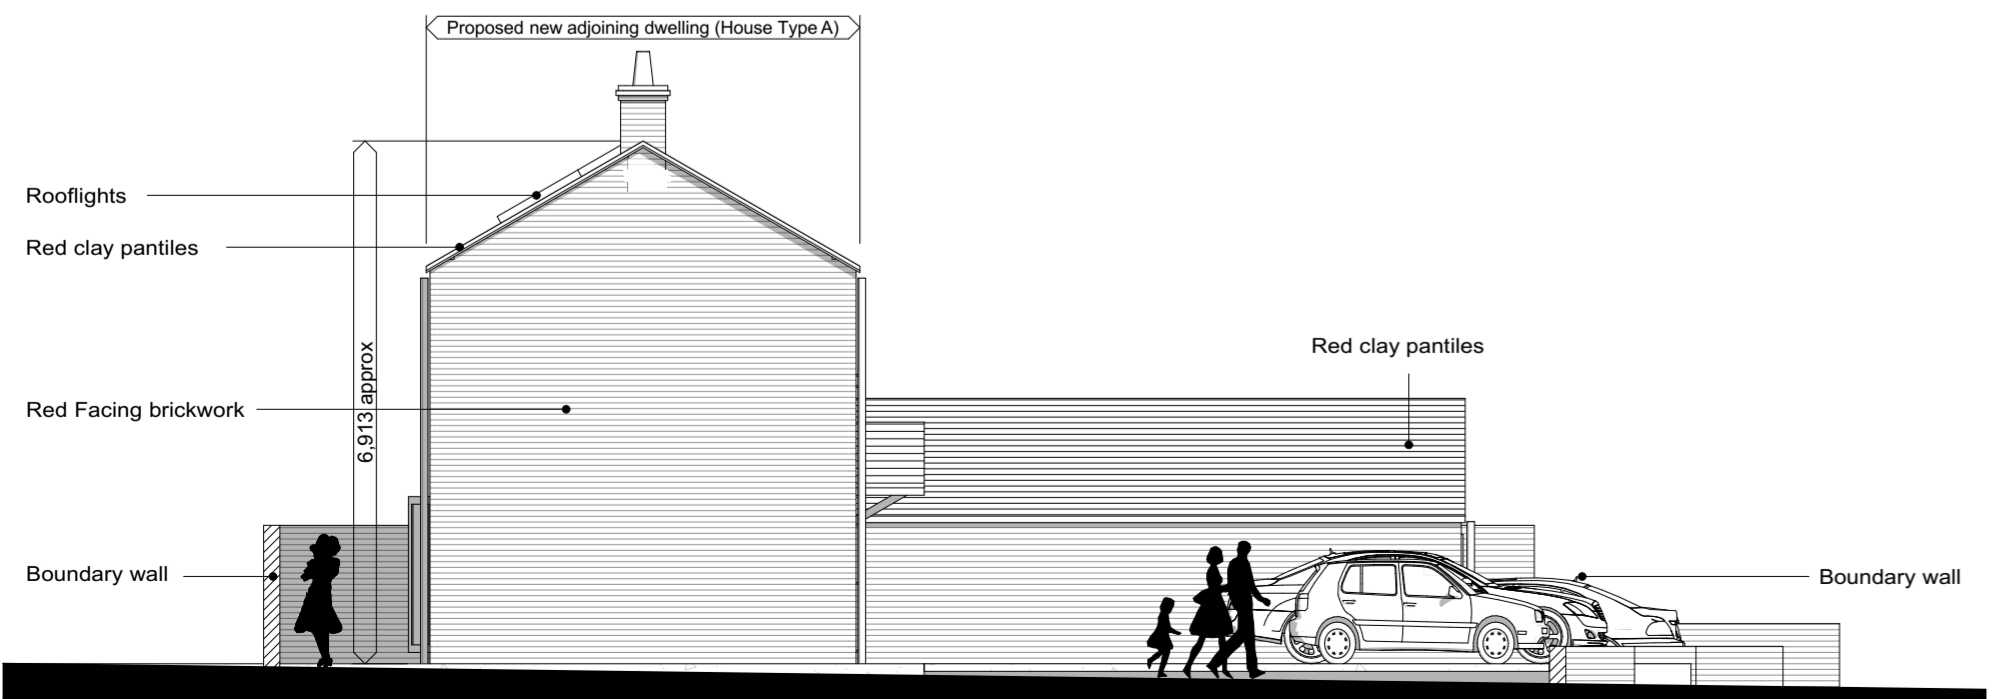 Proposed new adjoining dwelling (House Type A)
Rooflights
Red clay pantiles
Red clay pantiles
6,913 approx
Red Facing brickwork
Boundary wall
Boundary wall